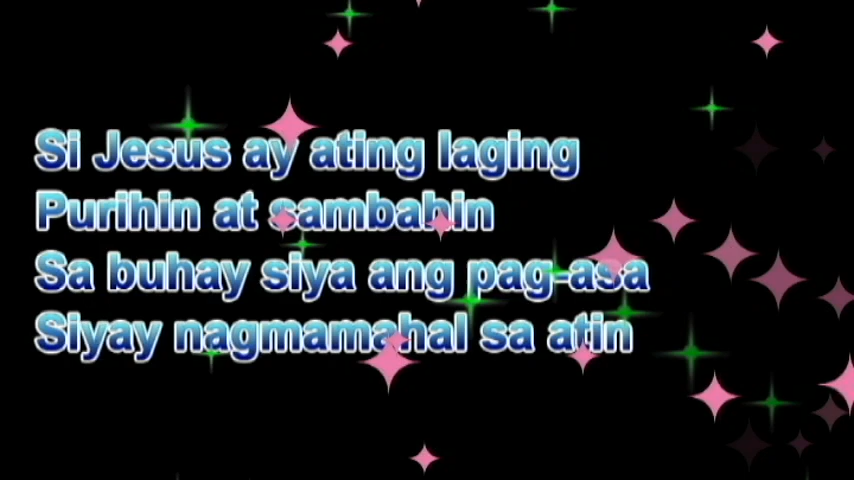 Si Jesus ay ating laging
Purihin at sambahin
Sa buhay siya ang pag-asa
Siyay nagmamahal sa atin